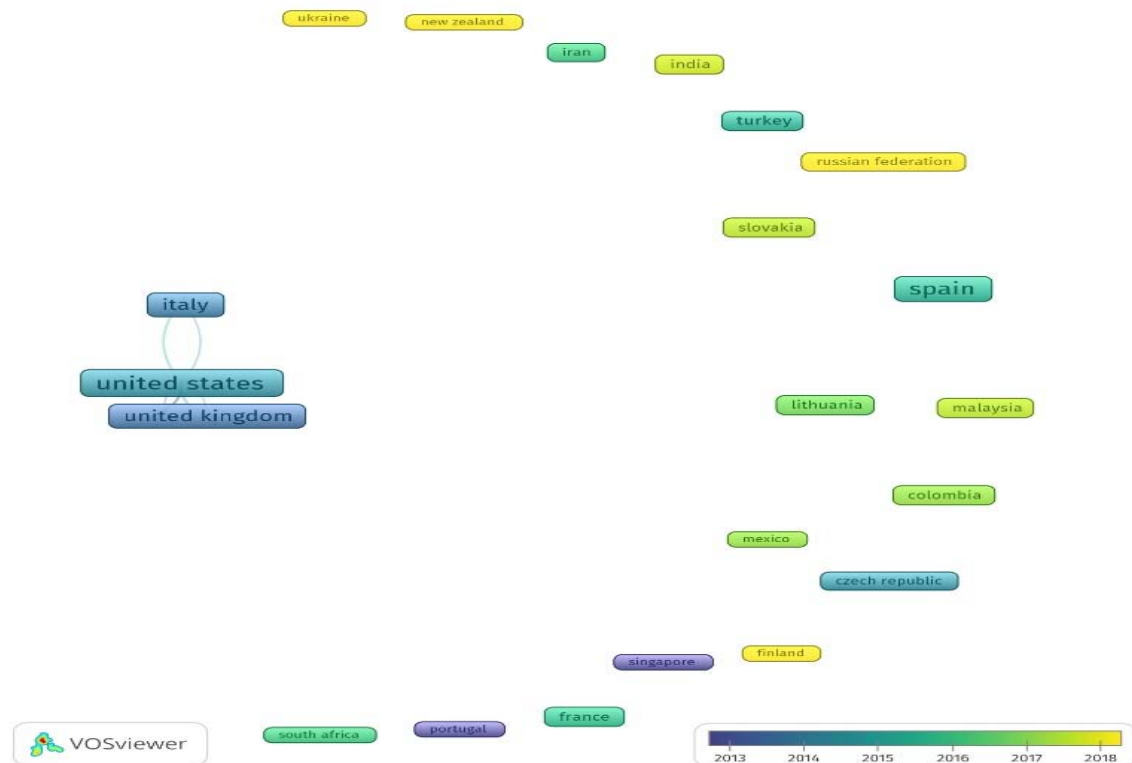 ukraine
new zealand
iran
india
turkey
russian federation
slovakia
spain
italy
united states
united kingdom
lithuania
malaysia
colombia
mexico
czech republic
finland
singapore
france
portugal
south africa
VOSviewer
2013 2014 2015 2016 2017 2018